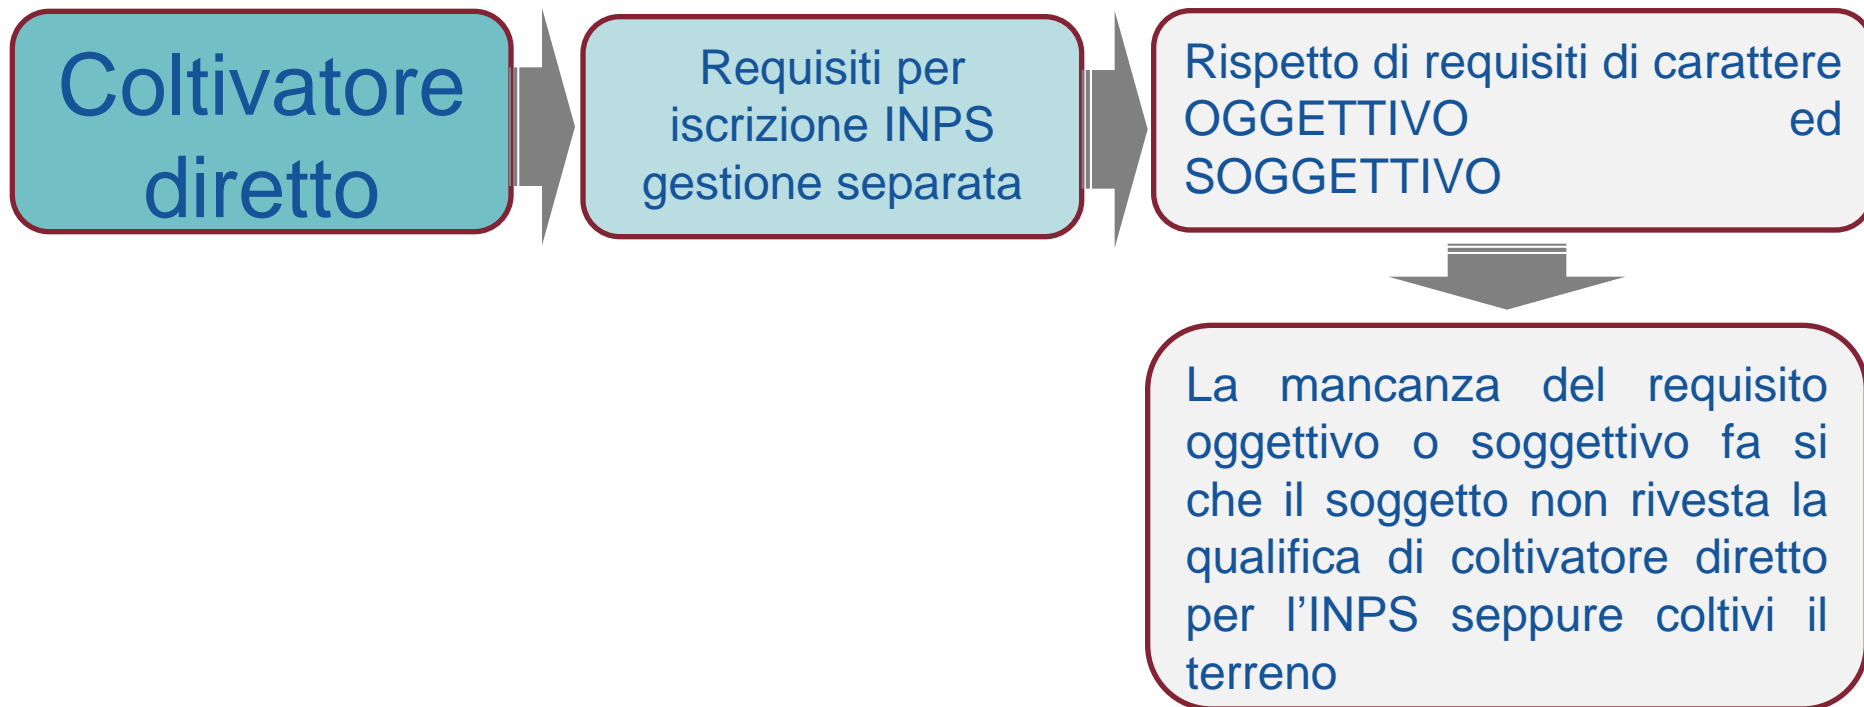 Coltivatore
diretto
Requisiti per
iscrizione INPS
gestione separata
Rispetto di requisiti di carattere
OGGETTIVO ed
SOGGETTIVO
La mancanza del requisito
oggettivo o soggettivo fa si
che il soggetto non rivesta la
qualifica di coltivatore diretto
per l’INPS seppure coltivi il
terreno